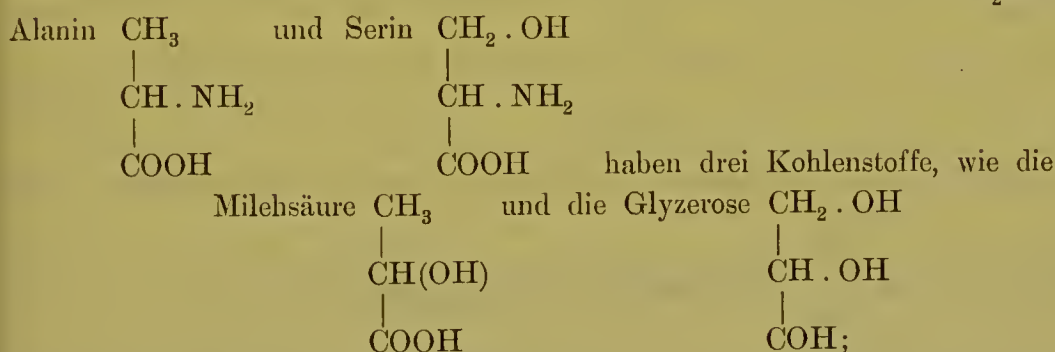 ₂
Alanin CH₃ und Serin CH₂ . OH
| |
CH . NH₂ CH . NH₂
| |
COOH COOH haben drei Kohlenstoffe, wie die
Milchsäure CH₃ und die Glyzerose CH₂ . OH
| |
CH(OH) CH . OH
| |
COOH COH;